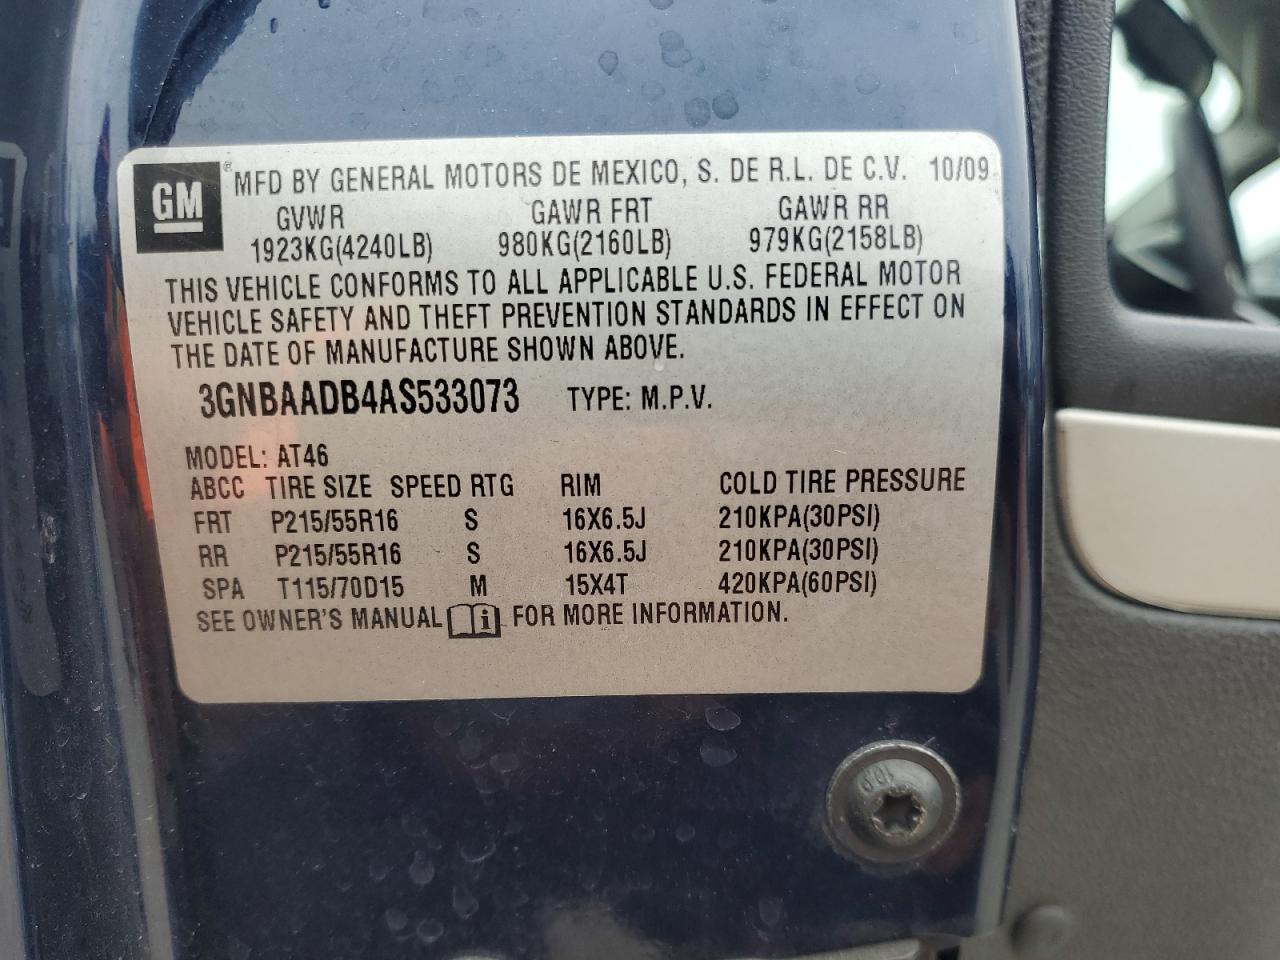 GM ® MFD BY GENERAL MOTORS DE MEXICO, S. DE R.L. DE C.V. 10/09
GVWR GAWR FRT GAWR RR
1923KG(4240LB) 980KG(2160LB) 979KG(2158LB)
THIS VEHICLE CONFORMS TO ALL APPLICABLE U.S. FEDERAL MOTOR
VEHICLE SAFETY AND THEFT PREVENTION STANDARDS IN EFFECT ON
THE DATE OF MANUFACTURE SHOWN ABOVE.
3GNBAADB4AS533073 TYPE: M.P.V.
MODEL: AT46
ABCC TIRE SIZE SPEED RTG RIM COLD TIRE PRESSURE
FRT P215/55R16 S 16X6.5J 210KPA(30PSI)
RR P215/55R16 S 16X6.5J 210KPA(30PSI)
SPA T115/70D15 M 15X4T 420KPA(60PSI)
SEE OWNER'S MANUAL i FOR MORE INFORMATION.
10.9